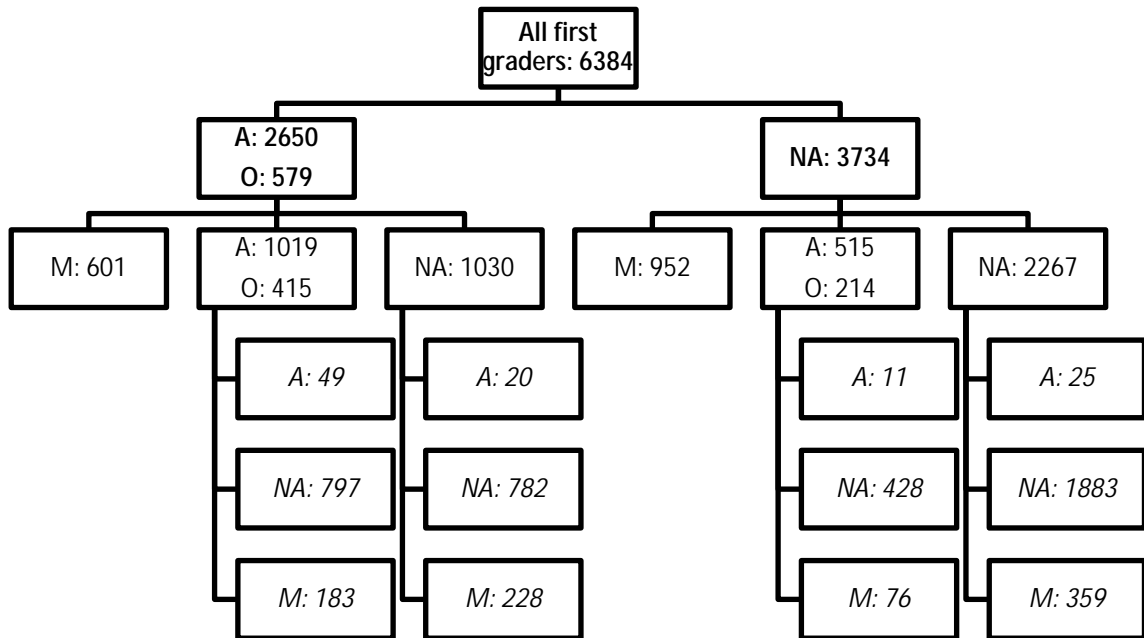 All first
graders: 6384
A: 2650
O: 579
NA: 3734
M: 601
A: 1019
O: 415
NA: 1030
M: 952
A: 515
O: 214
NA: 2267
A: 49
A: 20
A: 11
A: 25
NA: 797
NA: 782
NA: 428
NA: 1883
M: 183
M: 228
M: 76
M: 359